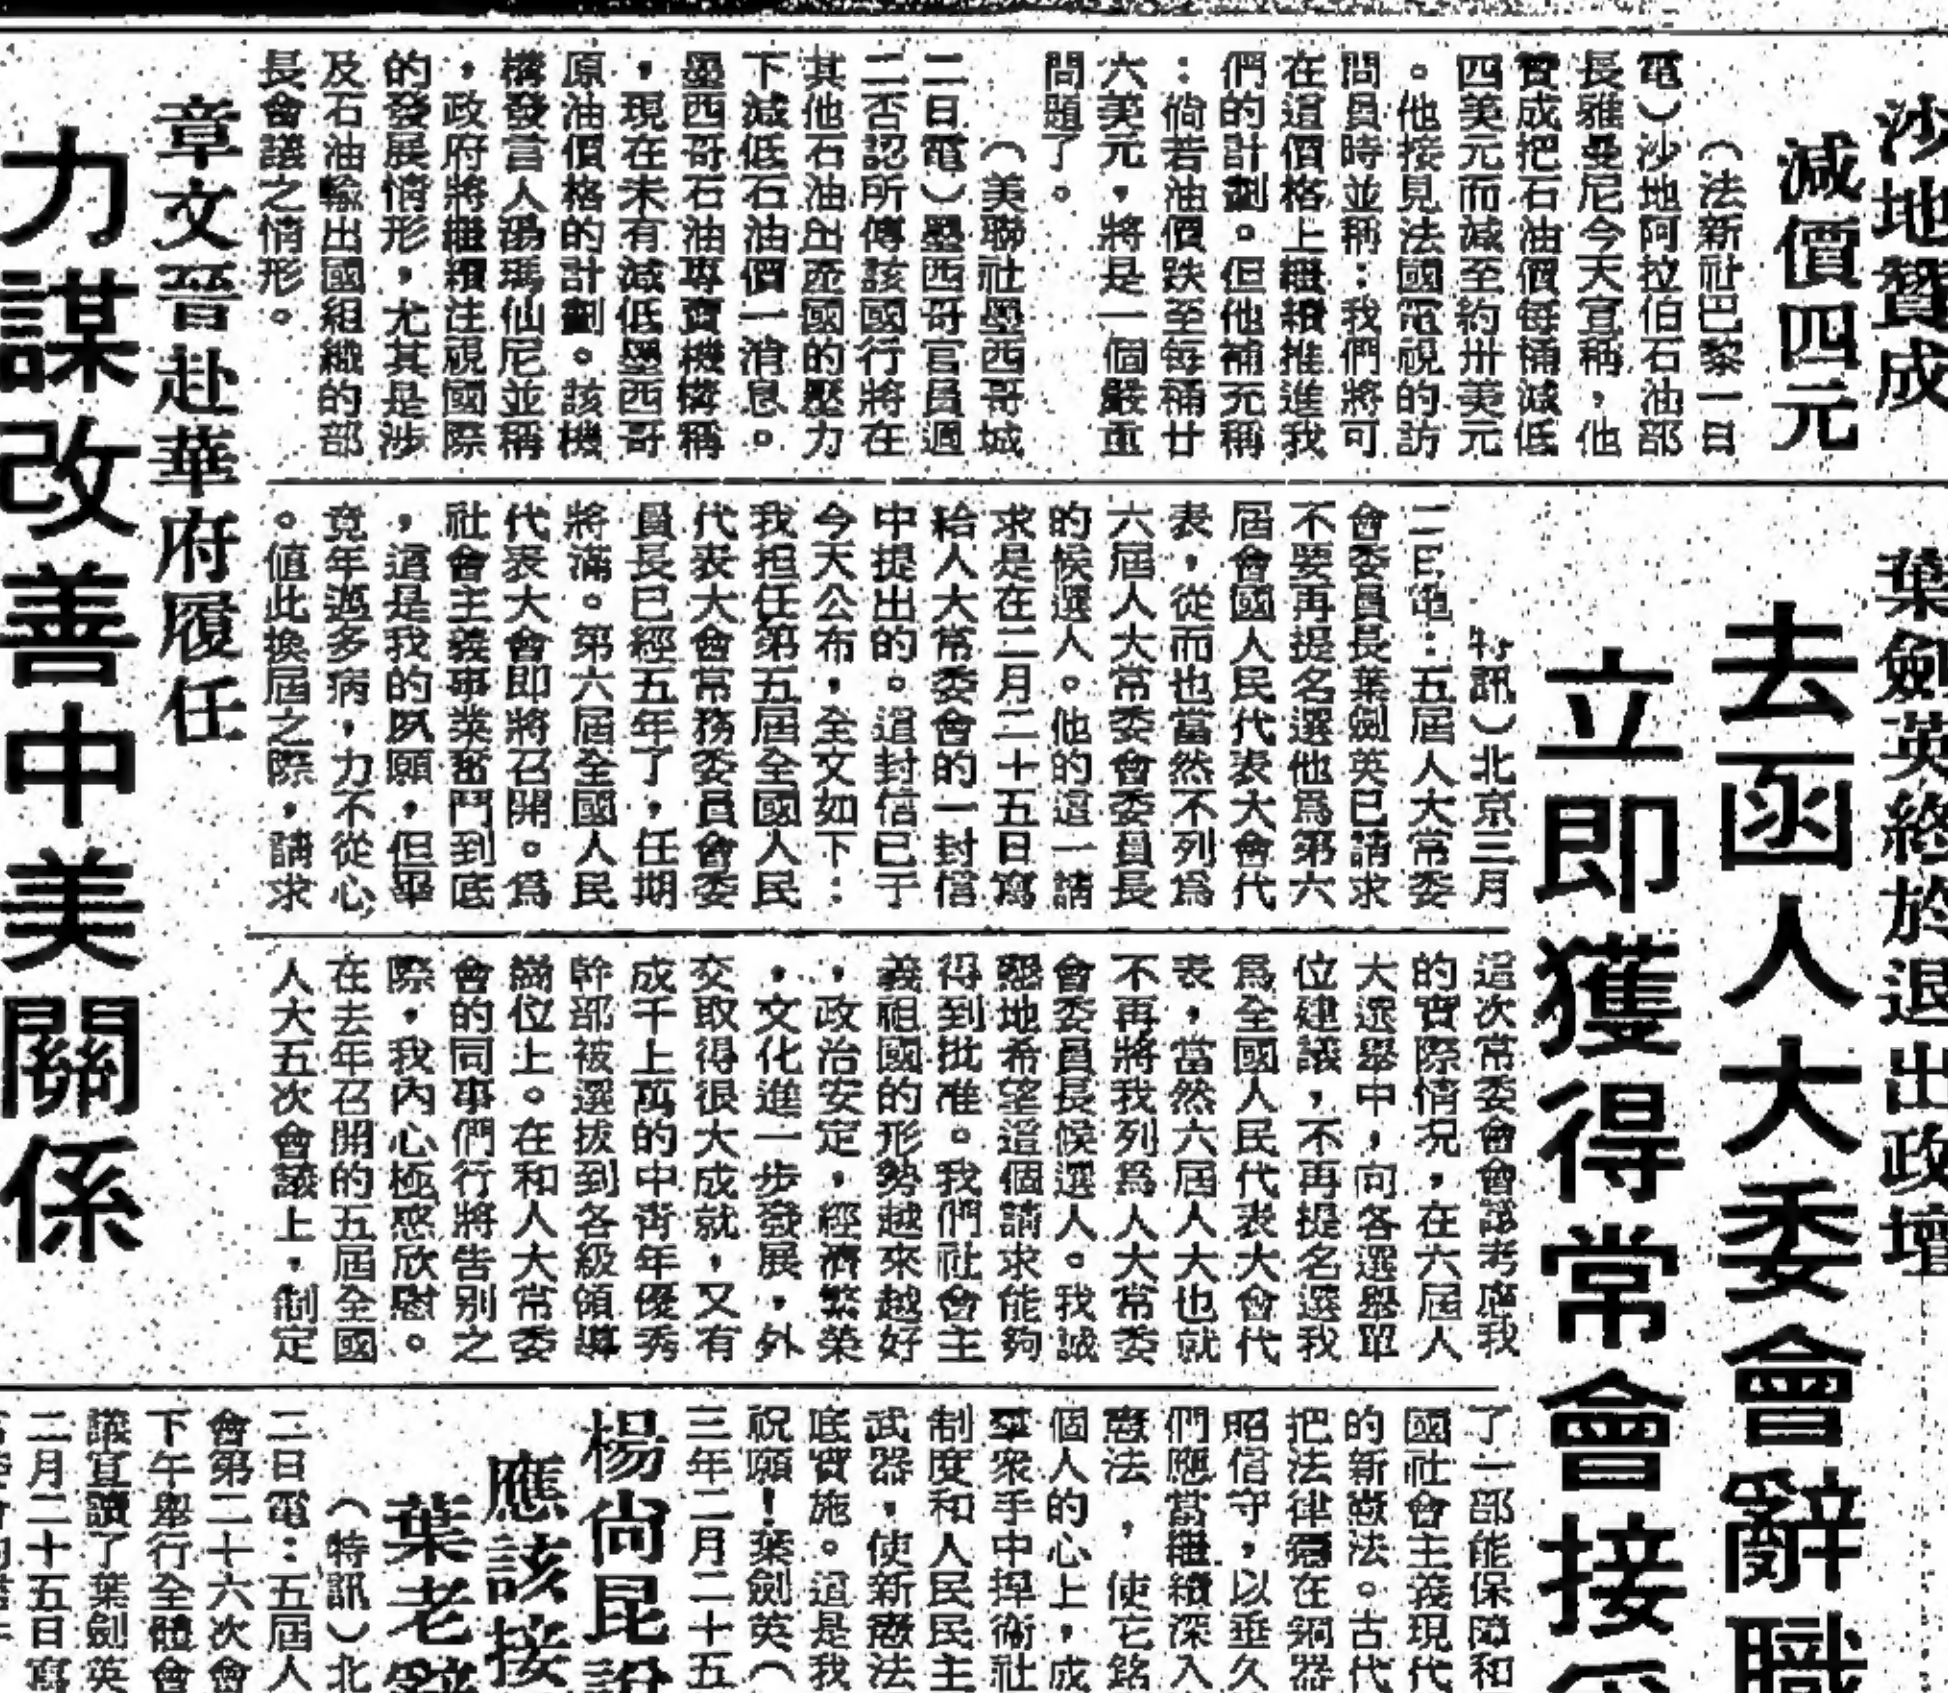 沙地贊成
減價四元
（法新社巴黎一日
電）沙地阿拉伯石油部
長雅曼尼今天宣稱，他
贊成把石油價每桶減低
四美元而減至約卅美元
。他接見法國電視的訪
問員時並稱：我們將可
在這價格上繼續推進我
們的計劃。但他補充稱
：倘若油價跌至每桶廿
六美元，將是一個嚴重
問題了。
（美聯社墨西哥城
二日電）墨西哥官員週
二否認所傳該國行將在
其他石油出產國的壓力
下減低石油價一消息。
墨西哥石油專賣機構稱
，現在未有減低墨西哥
原油價格的計劃。該機
構發言人湯瑪仙尼並稱
，政府將繼續注視國際
的發展情形，尤其是涉
及石油輸出國組織的部
長會議之情形。
葉劍英終於退出政壇
去函人大委會辭職
立即獲得常會接
特訊）北京三月
二日電：五屆人大常委
會委員長葉劍英已請求
不要再提名選他爲第六
屆會國人民代表大會代
表，從而也當然不列爲
六屆人大常委會委員長
的候選人。他的這一請
求是在二月二十五日寫
給人大常委會的一封信
中提出的。這封信已于
今天公布，全文如下：
我担任第五屆全國人民
代表大會常務委員會委
員長已經五年了，任期
將滿。第六屆全國人民
代表大會即將召開。爲
社會主義事業奮鬥到底
，這是我的夙願，但畢
竟年邁多病，力不從心
。值此換屆之際，請求
這次常委會會議考慮我
的實際情況，在六屆人
大選舉中，向各選舉單
位建議，不再提名選我
爲全國人民代表大會代
表，當然六屆人大也就
不再將我列爲人大常委
會委員長候選人。我誠
懇地希望這個請求能夠
得到批准。我們社會主
義祖國的形勢越來越好
，政治安定，經濟繁榮
，文化進一步發展，外
交取得很大成就，又有
成千上萬的中青年優秀
幹部被選拔到各級領導
崗位上。在和人大常委
會的同事們行將告別之
際，我內心極感欣慰。
在去年召開的五屆全國
人大五次會議上，制定
了一部能保障和
國社會主義現代
的新憲法。古代
把法律鑄在銅器
昭信守，以垂久
們應當繼續深入
憲法，使它銘
個人的心上，成
羣衆手中捍衛社
制度和人民民主
武器，使新憲法
底實施。這是我
祝願！葉劍英（
三年二月二十五
楊尙昆說
應該接
葉老辭
（特訊）北
二日電：五屆人
會第二十六次會
下午舉行全體會
議宣讀了葉劍英
二月二十五日寫
章文晉赴華府履任
力謀改善中美關係